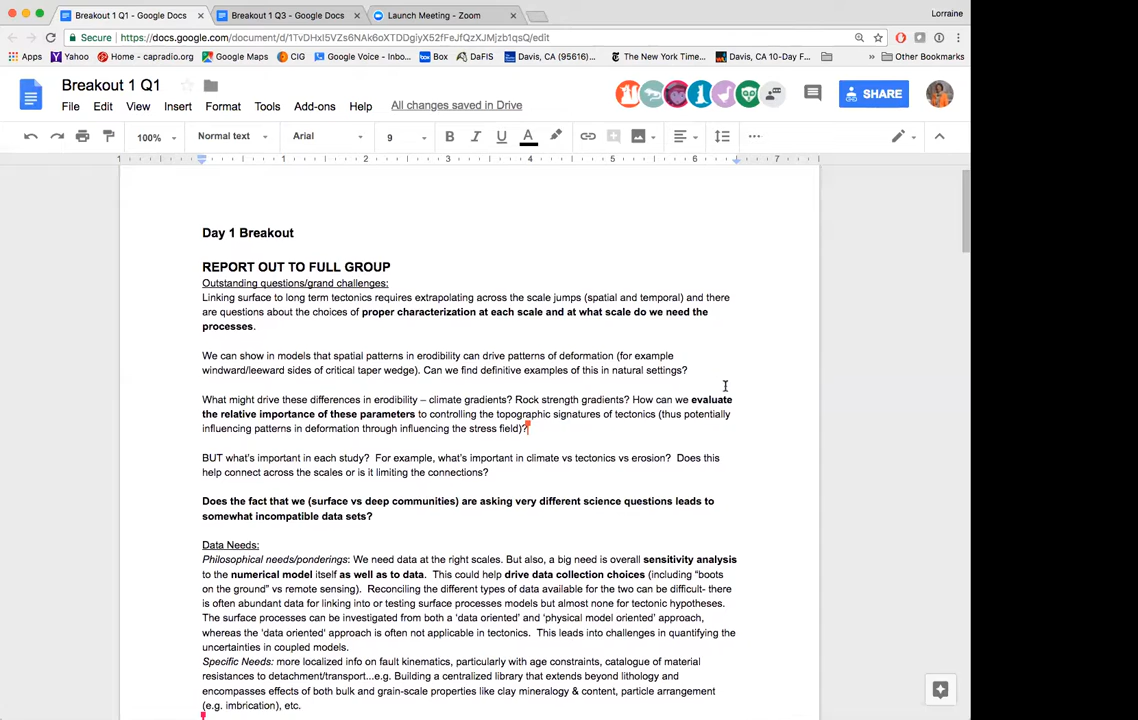 Breakout 1 Q1 - Google Docs
Breakout 1 Q3 - Google Docs
Launch Meeting - Zoom
Lorraine
Secure
https://docs.google.com/document/d/1TvDHxI5VZs6NAk6oXTDDgiyX52fFeJfQzXJMjzb1qsQ/edit
Apps
Yahoo
Home - capradio.org
Google Maps
CIG
Google Voice - Inbo...
Box
DaFIS
Davis, CA (95616)...
The New York Time...
Davis, CA 10-Day F...
»
Other Bookmarks
Breakout 1 Q1
File Edit View Insert Format Tools Add-ons Help
All changes saved in Drive
SHARE
100%
Normal text
Arial
9
B I U A
1 1 2 3 4 5 6 7
Day 1 Breakout
REPORT OUT TO FULL GROUP
Outstanding questions/grand challenges:
Linking surface to long term tectonics requires extrapolating across the scale jumps (spatial and temporal) and there
are questions about the choices of proper characterization at each scale and at what scale do we need the
processes.
We can show in models that spatial patterns in erodibility can drive patterns of deformation (for example
windward/leeward sides of critical taper wedge). Can we find definitive examples of this in natural settings?
What might drive these differences in erodibility – climate gradients? Rock strength gradients? How can we evaluate
the relative importance of these parameters to controlling the topographic signatures of tectonics (thus potentially
influencing patterns in deformation through influencing the stress field)?
BUT what's important in each study?  For example, what's important in climate vs tectonics vs erosion?  Does this
help connect across the scales or is it limiting the connections?
Does the fact that we (surface vs deep communities) are asking very different science questions leads to
somewhat incompatible data sets?
Data Needs:
Philosophical needs/ponderings: We need data at the right scales. But also, a big need is overall sensitivity analysis
to the numerical model itself as well as to data.  This could help drive data collection choices (including “boots
on the ground” vs remote sensing).  Reconciling the different types of data available for the two can be difficult- there
is often abundant data for linking into or testing surface processes models but almost none for tectonic hypotheses.
The surface processes can be investigated from both a ‘data oriented’ and ‘physical model oriented’ approach,
whereas the ‘data oriented’ approach is often not applicable in tectonics.  This leads into challenges in quantifying the
uncertainties in coupled models.
Specific Needs: more localized info on fault kinematics, particularly with age constraints, catalogue of material
resistances to detachment/transport...e.g. Building a centralized library that extends beyond lithology and
encompasses effects of both bulk and grain-scale properties like clay mineralogy & content, particle arrangement
(e.g. imbrication), etc.